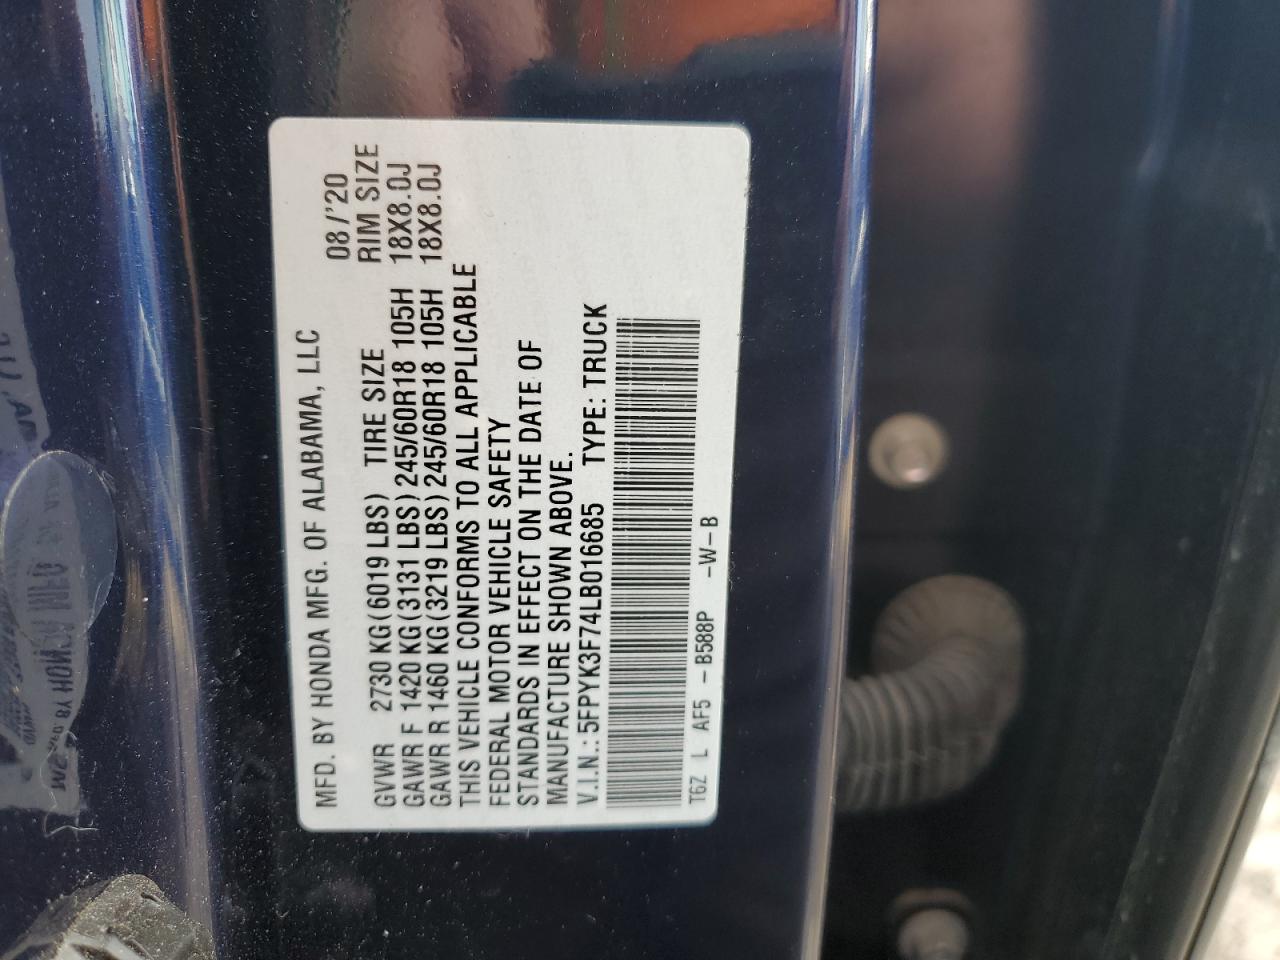 MFD. BY HONDA MFG. OF ALABAMA, LLC 08/'20
GVWR 2730 KG (6019 LBS) TIRE SIZE RIM SIZE
GAWR F 1420 KG (3131 LBS) 245/60R18 105H 18X8.0J
GAWR R 1460 KG (3219 LBS) 245/60R18 105H 18X8.0J
THIS VEHICLE CONFORMS TO ALL APPLICABLE
FEDERAL MOTOR VEHICLE SAFETY
STANDARDS IN EFFECT ON THE DATE OF
MANUFACTURE SHOWN ABOVE.
V.I.N.: 5FPYK3F74LB016685 TYPE: TRUCK
T6Z L AF5 -B588P -W-B